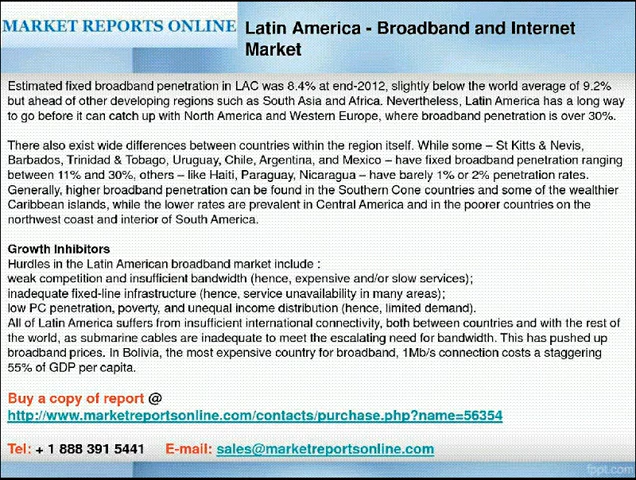 MARKET REPORTS ONLINE
Latin America - Broadband and Internet
Market
Estimated fixed broadband penetration in LAC was 8.4% at end-2012, slightly below the world average of 9.2%
but ahead of other developing regions such as South Asia and Africa. Nevertheless, Latin America has a long way
to go before it can catch up with North America and Western Europe, where broadband penetration is over 30%.
There also exist wide differences between countries within the region itself. While some – St Kitts & Nevis,
Barbados, Trinidad & Tobago, Uruguay, Chile, Argentina, and Mexico – have fixed broadband penetration ranging
between 11% and 30%, others – like Haiti, Paraguay, Nicaragua – have barely 1% or 2% penetration rates.
Generally, higher broadband penetration can be found in the Southern Cone countries and some of the wealthier
Caribbean islands, while the lower rates are prevalent in Central America and in the poorer countries on the
northwest coast and interior of South America.
Growth Inhibitors
Hurdles in the Latin American broadband market include :
weak competition and insufficient bandwidth (hence, expensive and/or slow services);
inadequate fixed-line infrastructure (hence, service unavailability in many areas);
low PC penetration, poverty, and unequal income distribution (hence, limited demand).
All of Latin America suffers from insufficient international connectivity, both between countries and with the rest of
the world, as submarine cables are inadequate to meet the escalating need for bandwidth. This has pushed up
broadband prices. In Bolivia, the most expensive country for broadband, 1Mb/s connection costs a staggering
55% of GDP per capita.
Buy a copy of report @
http://www.marketreportsonline.com/contacts/purchase.php?name=56354
Tel: + 1 888 391 5441 E-mail: sales@marketreportsonline.com
fppt.com